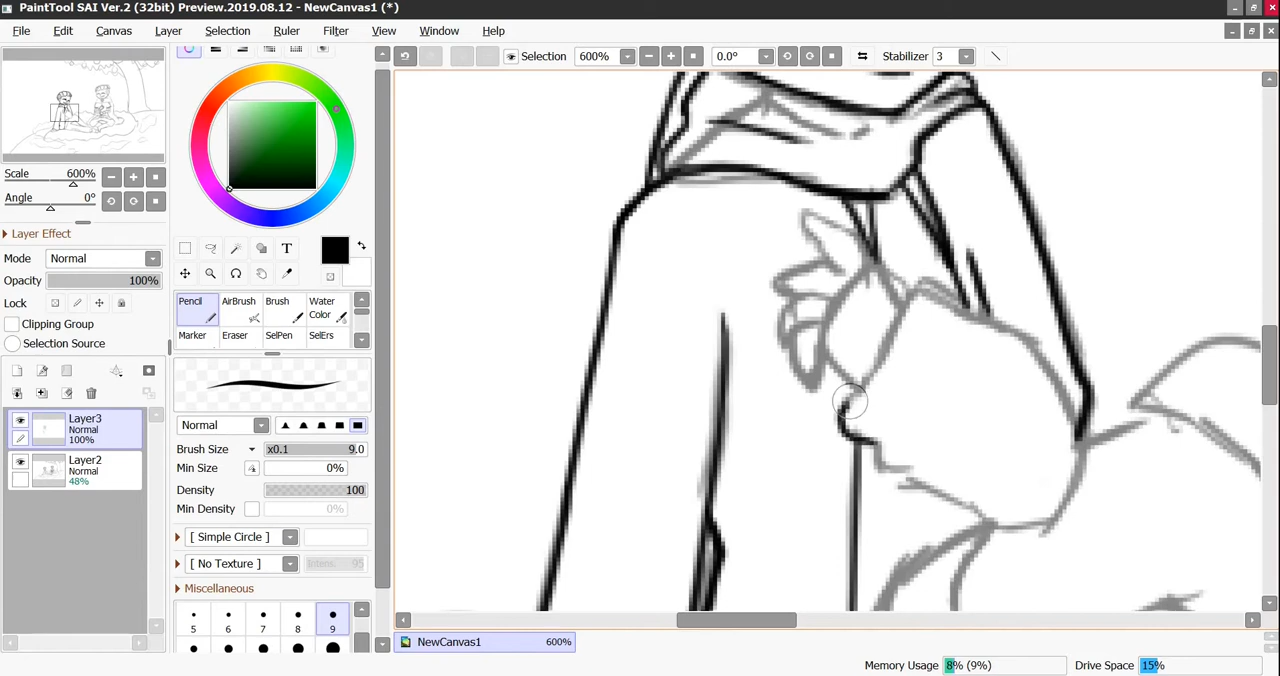 PaintTool SAI Ver.2 (32bit) Preview.2019.08.12 - NewCanvas1 (*)
File Edit Canvas Layer Selection Ruler Filter View Window Help
Selection 600% 0.0° Stabilizer 3
Scale 600%
Angle 0°
Layer Effect
Mode Normal
Opacity 100%
Lock
Clipping Group
Selection Source
Layer3
Normal
100%
Layer2
Normal
48%
T
Pencil AirBrush Brush Water Color
Marker Eraser SelPen SelErs
Normal
Brush Size x0.1 9.0
Min Size 0%
Density 100
Min Density 0%
[ Simple Circle ]
[ No Texture ] Intens. 95
Miscellaneous
5 6 7 8 9
NewCanvas1 600%
Memory Usage 8% (9%) Drive Space 15%